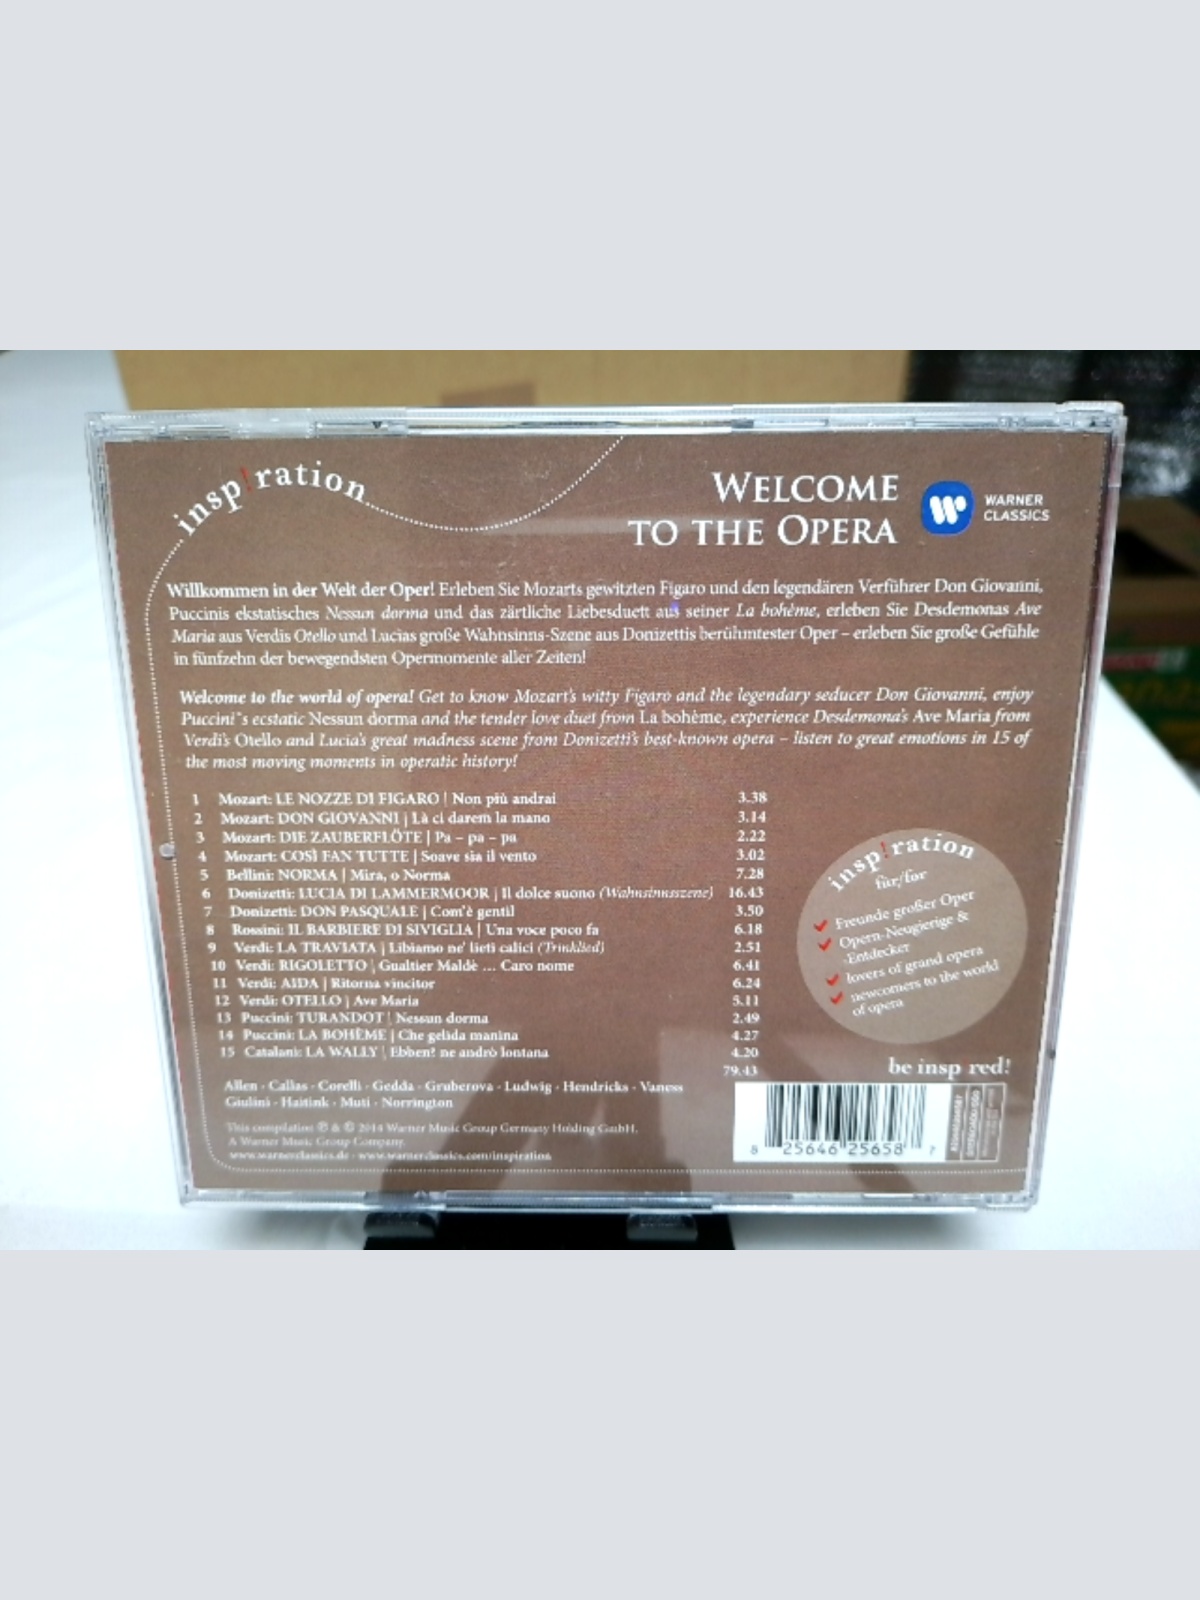 insp!ration
WELCOME
TO THE OPERA
WARNER
CLASSICS
Willkommen in der Welt der Oper! Erleben Sie Mozarts gewitzten Figaro und den legendären Verführer Don Giovanni,
Puccinis ekstatisches Nessun dorma und das zärtliche Liebesduett aus seiner La bohème, erleben Sie Desdemonas Ave
Maria aus Verdis Otello und Lucias große Wahnsinns-Szene aus Donizettis berühmtester Oper – erleben Sie große Gefühle
in fünfzehn der bewegendsten Opernmomente aller Zeiten!
Welcome to the world of opera! Get to know Mozart's witty Figaro and the legendary seducer Don Giovanni, enjoy
Puccini's ecstatic Nessun dorma and the tender love duet from La bohème, experience Desdemona's Ave Maria from
Verdi's Otello and Lucia's great madness scene from Donizetti's best-known opera – listen to great emotions in 15 of
the most moving moments in operatic history!
1 Mozart: LE NOZZE DI FIGARO | Non più andrai 3.38
2 Mozart: DON GIOVANNI | Là ci darem la mano 3.14
3 Mozart: DIE ZAUBERFLÖTE | Pa – pa – pa 2.22
4 Mozart: COSÌ FAN TUTTE | Soave sia il vento 3.02
5 Bellini: NORMA | Mira, o Norma 7.28
6 Donizetti: LUCIA DI LAMMERMOOR | Il dolce suono (Wahnsinnsszene) 16.43
7 Donizetti: DON PASQUALE | Com'è gentil 3.50
8 Rossini: IL BARBIERE DI SIVIGLIA | Una voce poco fa 6.18
9 Verdi: LA TRAVIATA | Libiamo ne' lieti calici (Trinklied) 2.51
10 Verdi: RIGOLETTO | Gualtier Maldè ... Caro nome 6.41
11 Verdi: AIDA | Ritorna vincitor 6.24
12 Verdi: OTELLO | Ave Maria 5.11
13 Puccini: TURANDOT | Nessun dorma 2.49
14 Puccini: LA BOHÈME | Che gelida manina 4.27
15 Catalani: LA WALLY | Ebben? ne andrò lontana 4.20
79.43
insp!ration
für/for
Freunde großer Oper
Opern-Neugierige &
-Entdecker
lovers of grand opera
newcomers to the world
of opera
be insp red!
Allen · Callas · Corelli · Gedda · Gruberova · Ludwig · Hendricks · Vaness
Giulini · Haitink · Muti · Norrington
This compilation ℗ & © 2014 Warner Music Group Germany Holding GmbH.
A Warner Music Group Company.
www.warnerclassics.de · www.warnerclassics.com/inspiration
8 25646 25658 7